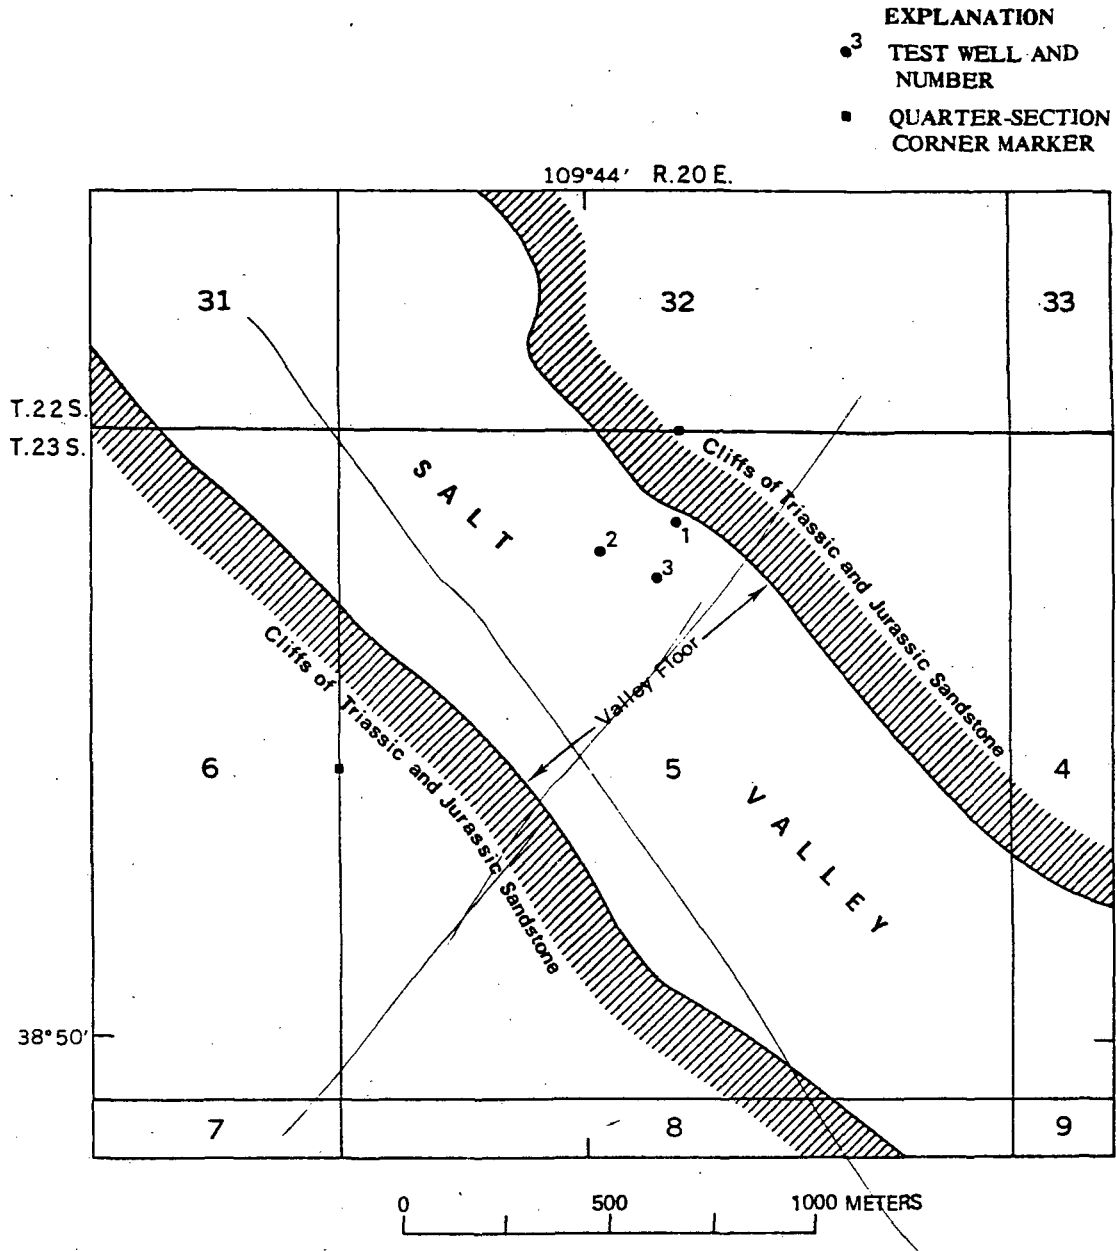 EXPLANATION
3 TEST WELL AND
NUMBER
QUARTER-SECTION
CORNER MARKER
109°44' R.20 E.
31
32
33
T.22 S.
T.23 S.
SALT
Cliffs of Triassic and Jurassic Sandstone
1
2
3
Valley Floor
Cliffs of Triassic and Jurassic Sandstone
6
5
4
VALLEY
38°50'
7
8
9
0 500 1000 METERS